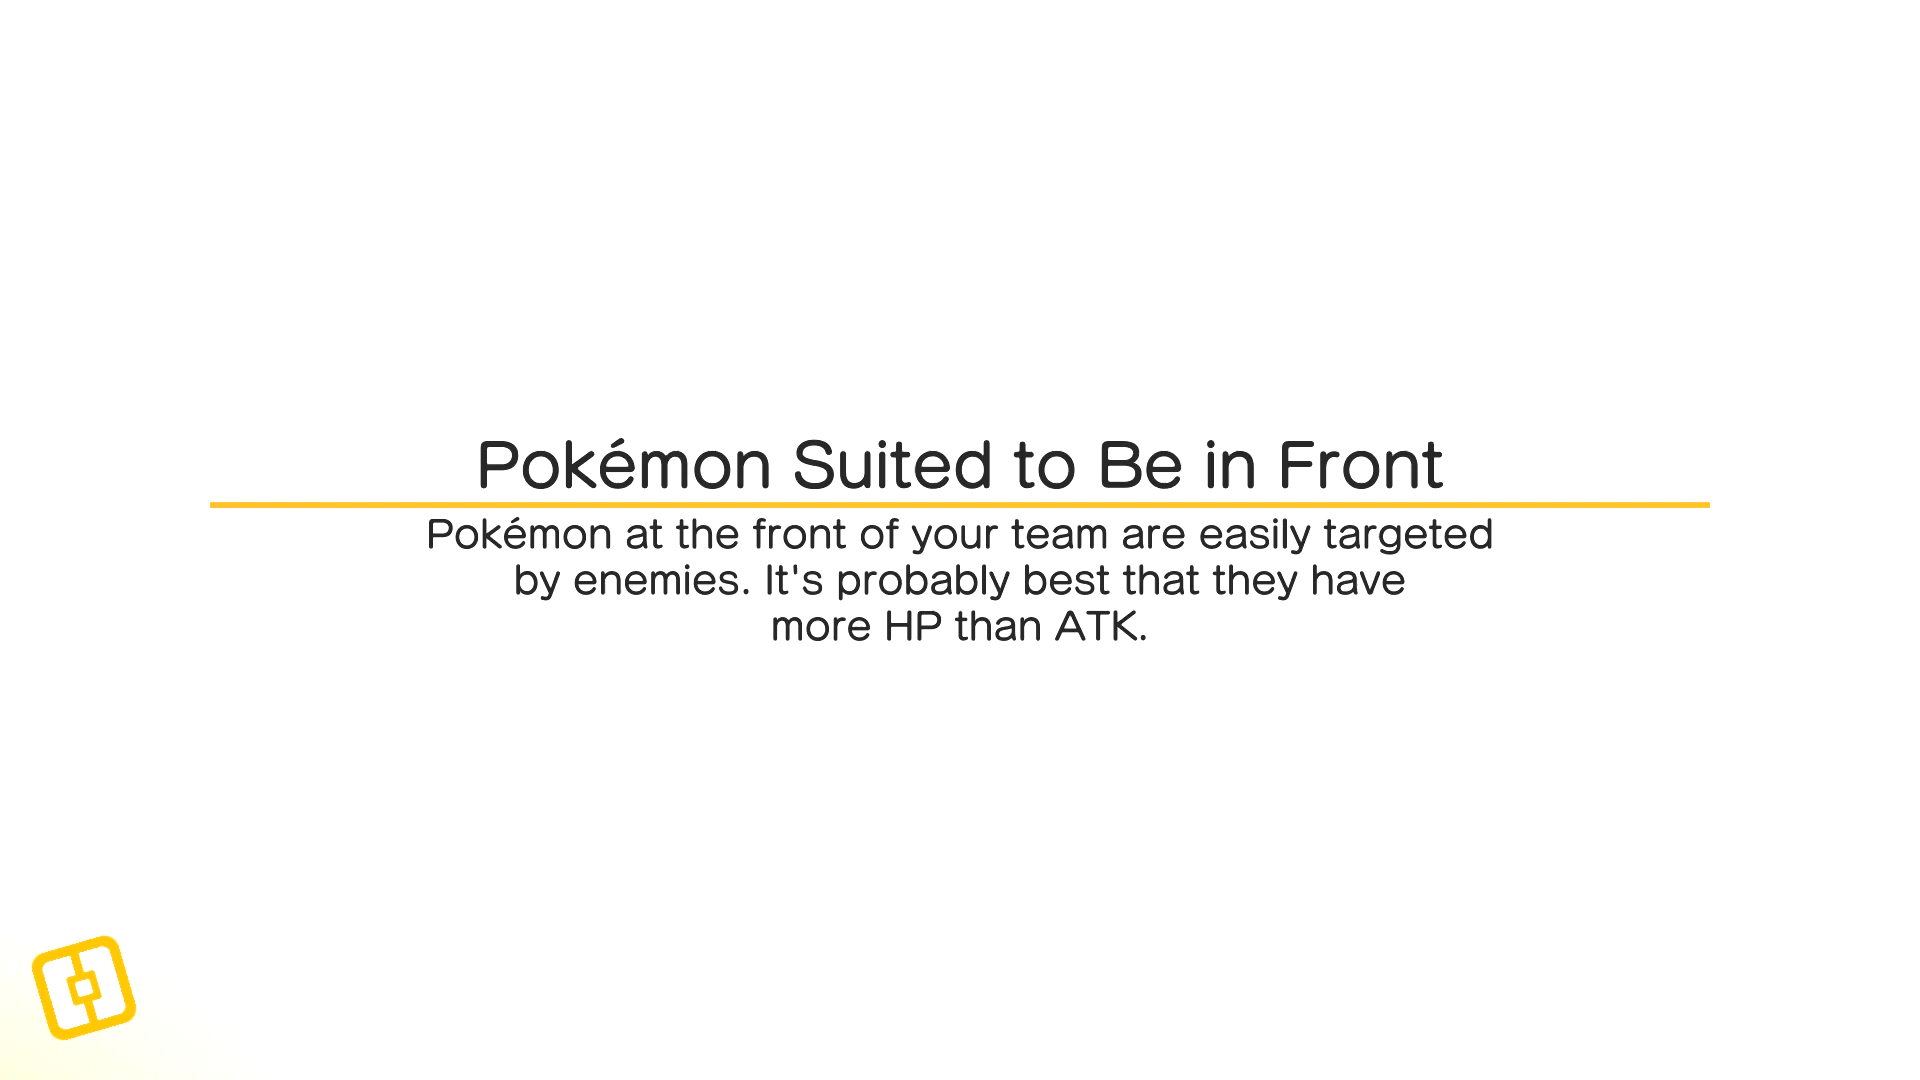 Pokémon Suited to Be in Front
Pokémon at the front of your team are easily targeted
by enemies. It's probably best that they have
more HP than ATK.